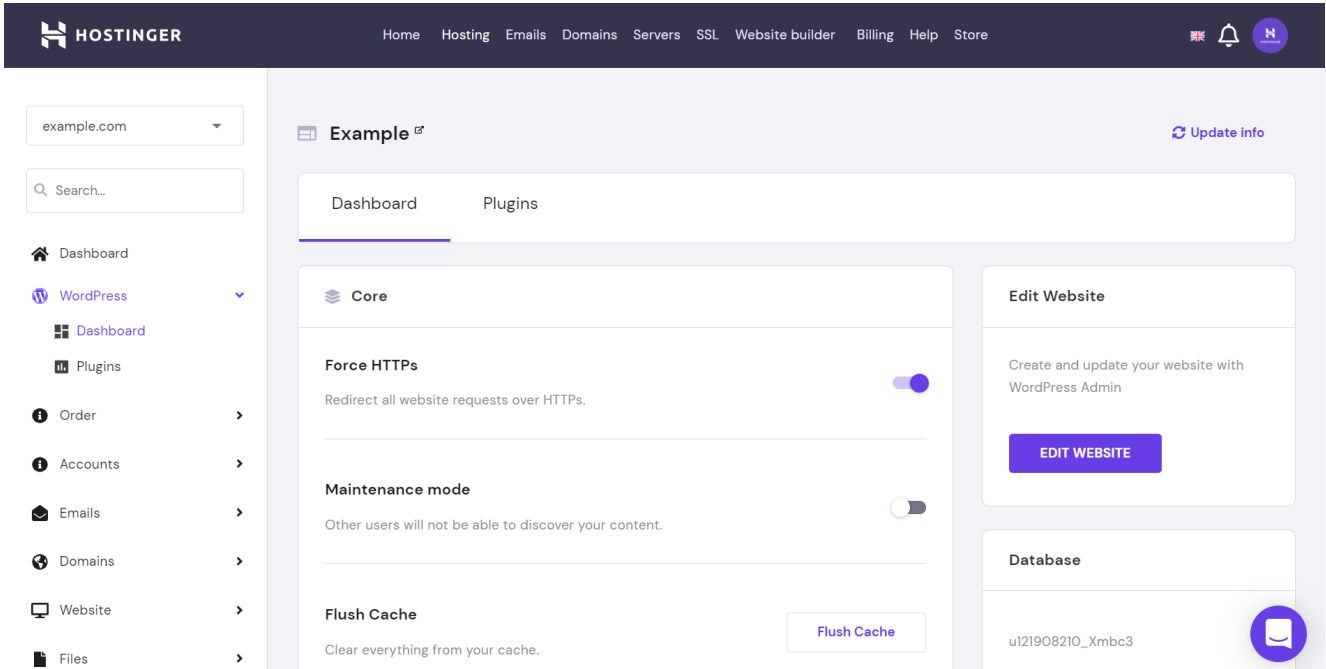 HOSTINGER
Home Hosting Emails Domains Servers SSL Website builder Billing Help Store
example.com
Search...
Dashboard
WordPress
Dashboard
Plugins
Order
Accounts
Emails
Domains
Website
Files
Example
Update info
Dashboard Plugins
Core
Force HTTPs
Redirect all website requests over HTTPs.
Maintenance mode
Other users will not be able to discover your content.
Flush Cache
Clear everything from your cache.
Flush Cache
Edit Website
Create and update your website with
WordPress Admin
EDIT WEBSITE
Database
u121908210_Xmbc3